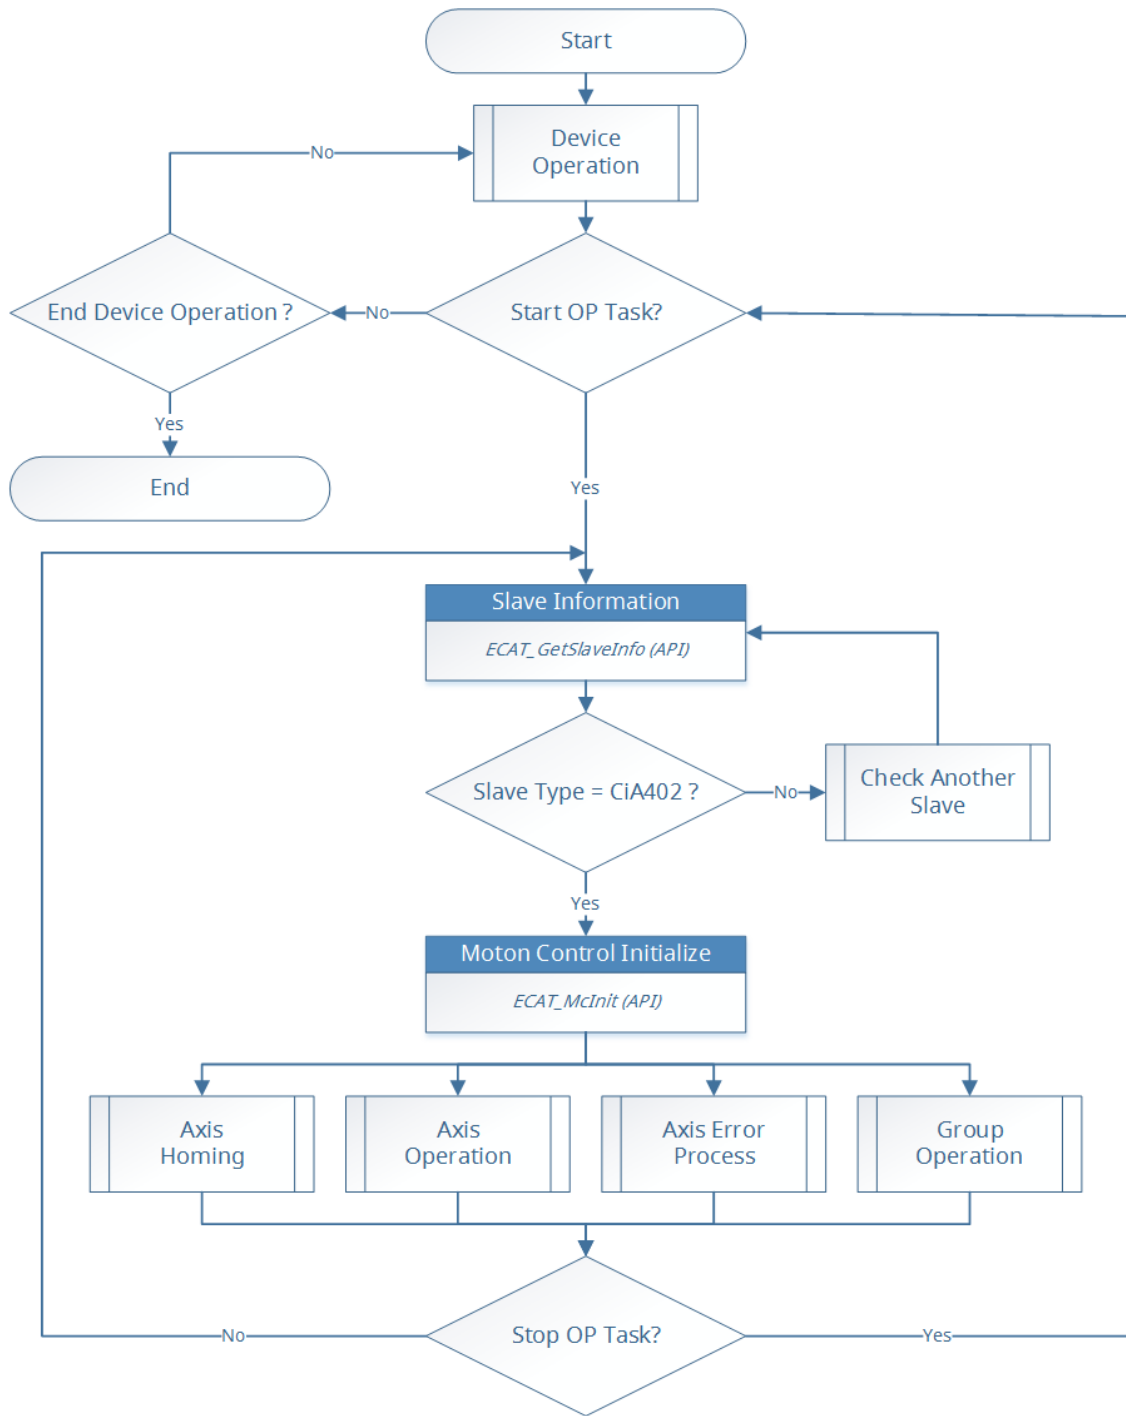 Start
Device
Operation
No
End Device Operation ?
No
Start OP Task?
Yes
End
Yes
Slave Information
ECAT_GetSlaveInfo (API)
Slave Type = CiA402 ?
No
Check Another
Slave
Yes
Moton Control Initialize
ECAT_McInit (API)
Axis
Homing
Axis
Operation
Axis Error
Process
Group
Operation
No
Stop OP Task?
Yes